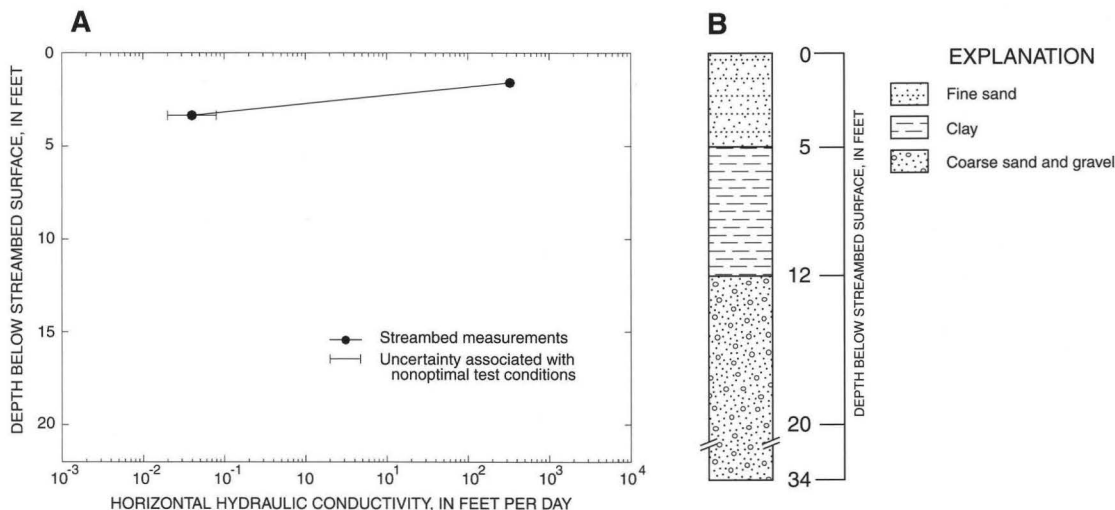 A
0
5
10
15
20
DEPTH BELOW STREAMBED SURFACE, IN FEET
Streambed measurements
Uncertainty associated with
nonoptimal test conditions
10-3 10-2 10-1 10 101 102 103 104
HORIZONTAL HYDRAULIC CONDUCTIVITY, IN FEET PER DAY
B
0
5
12
20
34
DEPTH BELOW STREAMBED SURFACE, IN FEET
EXPLANATION
Fine sand
Clay
Coarse sand and gravel